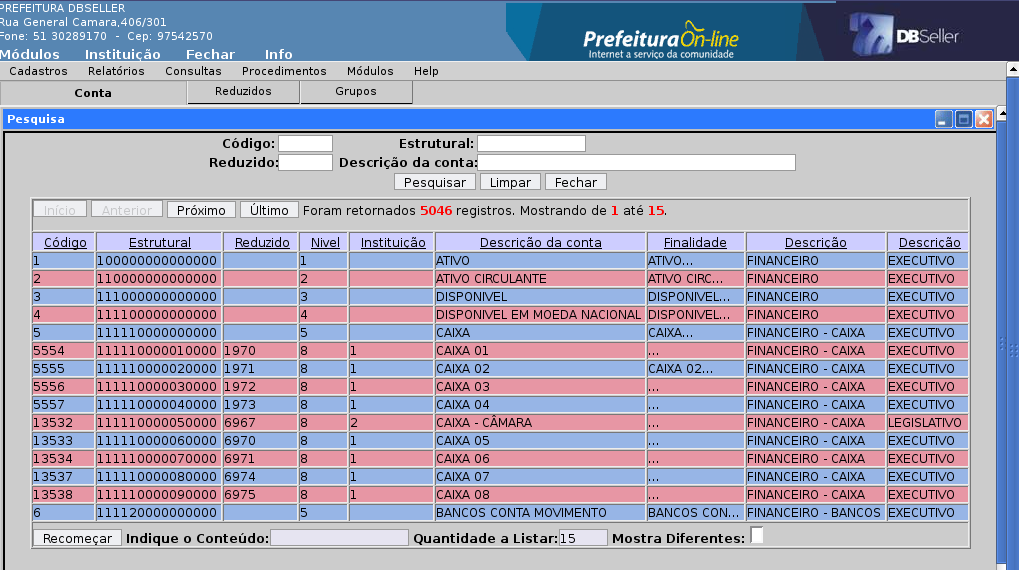 PREFEITURA DBSELLER
Rua General Camara,406/301
Fone: 51 30289170 - Cep: 97542570
Prefeitura On-line
Internet a serviço da comunidade
DBSeller
Módulos Instituição Fechar Info
Cadastros Relatórios Consultas Procedimentos Módulos Help
Conta Reduzidos Grupos
Pesquisa
Código: Estrutural:
Reduzido: Descrição da conta:
Pesquisar Limpar Fechar
Início Anterior Próximo Último Foram retornados 5046 registros. Mostrando de 1 até 15.
Código Estrutural Reduzido Nivel Instituição Descrição da conta Finalidade Descrição Descrição
1 100000000000000 1 ATIVO ATIVO... FINANCEIRO EXECUTIVO
2 110000000000000 2 ATIVO CIRCULANTE ATIVO CIRC... FINANCEIRO EXECUTIVO
3 111000000000000 3 DISPONIVEL DISPONIVEL... FINANCEIRO EXECUTIVO
4 111100000000000 4 DISPONIVEL EM MOEDA NACIONAL DISPONIVEL... FINANCEIRO EXECUTIVO
5 111110000000000 5 CAIXA CAIXA... FINANCEIRO - CAIXA EXECUTIVO
5554 111110000010000 1970 8 1 CAIXA 01 ... FINANCEIRO - CAIXA EXECUTIVO
5555 111110000020000 1971 8 1 CAIXA 02 CAIXA 02... FINANCEIRO - CAIXA EXECUTIVO
5556 111110000030000 1972 8 1 CAIXA 03 ... FINANCEIRO - CAIXA EXECUTIVO
5557 111110000040000 1973 8 1 CAIXA 04 ... FINANCEIRO - CAIXA EXECUTIVO
13532 111110000050000 6967 8 2 CAIXA - CÂMARA ... FINANCEIRO - CAIXA LEGISLATIVO
13533 111110000060000 6970 8 1 CAIXA 05 ... FINANCEIRO - CAIXA EXECUTIVO
13534 111110000070000 6971 8 1 CAIXA 06 ... FINANCEIRO - CAIXA EXECUTIVO
13537 111110000080000 6974 8 1 CAIXA 07 ... FINANCEIRO - CAIXA EXECUTIVO
13538 111110000090000 6975 8 1 CAIXA 08 ... FINANCEIRO - CAIXA EXECUTIVO
6 111120000000000 5 BANCOS CONTA MOVIMENTO BANCOS CON... FINANCEIRO - BANCOS EXECUTIVO
Recomeçar Indique o Conteúdo: Quantidade a Listar: 15 Mostra Diferentes: